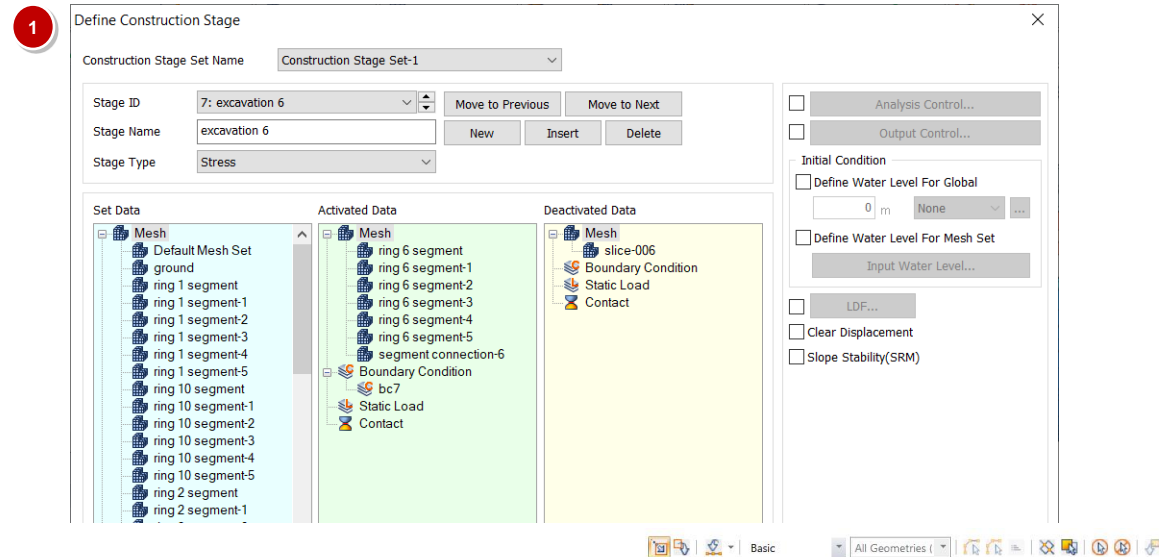 1
Define Construction Stage
Construction Stage Set Name Construction Stage Set-1
Stage ID 7: excavation 6 Move to Previous Move to Next
Stage Name excavation 6 New Insert Delete
Stage Type Stress
Analysis Control...
Output Control...
Initial Condition
Define Water Level For Global
0 m None ...
Define Water Level For Mesh Set
Input Water Level...
LDF...
Clear Displacement
Slope Stability(SRM)
Set Data
Mesh
Default Mesh Set
ground
ring 1 segment
ring 1 segment-1
ring 1 segment-2
ring 1 segment-3
ring 1 segment-4
ring 1 segment-5
ring 10 segment
ring 10 segment-1
ring 10 segment-2
ring 10 segment-3
ring 10 segment-4
ring 10 segment-5
ring 2 segment
ring 2 segment-1
Activated Data
Mesh
ring 6 segment
ring 6 segment-1
ring 6 segment-2
ring 6 segment-3
ring 6 segment-4
ring 6 segment-5
segment connection-6
Boundary Condition
bc7
Static Load
Contact
Deactivated Data
Mesh
slice-006
Boundary Condition
Static Load
Contact
Basic All Geometries (